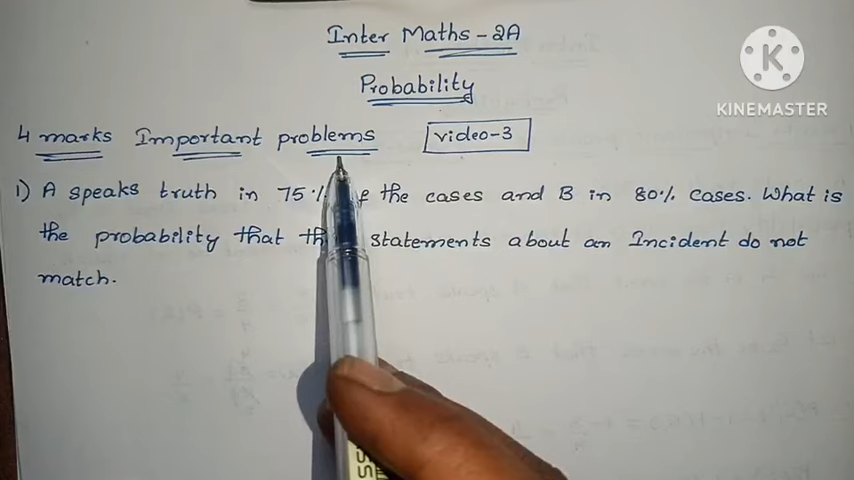 Inter Maths - 2A
Probability
4 marks Important problems video-3
1) A speaks truth in 75% the cases and B in 80% cases. What is
the probability that statements about an Incident do not
match.
K
KINEMASTER